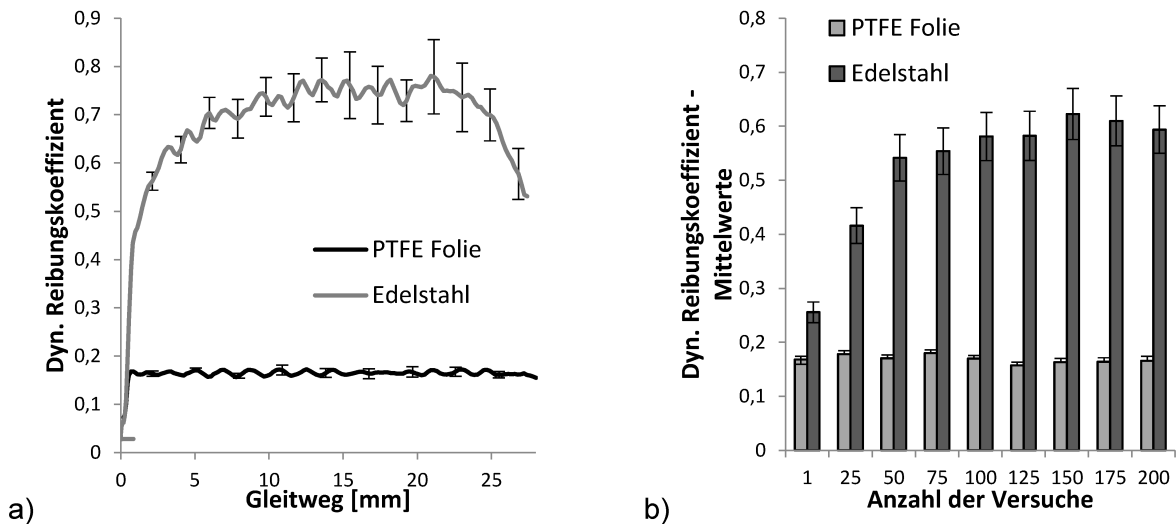 0,9
0,8
0,7
0,6
0,5
0,4
0,3
0,2
0,1
0
Dyn. Reibungskoeffizient
PTFE Folie
Edelstahl
0 5 10 15 20 25
Gleitweg [mm]
a)
0,8
0,7
0,6
0,5
0,4
0,3
0,2
0,1
0
Dyn. Reibungskoeffizient -
Mittelwerte
PTFE Folie
Edelstahl
1 25 50 75 100 125 150 175 200
Anzahl der Versuche
b)